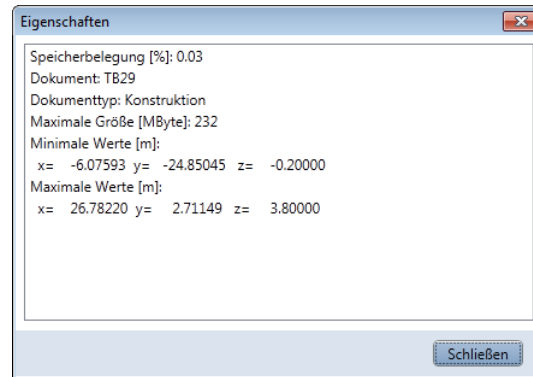 Eigenschaften
Speicherbelegung [%]: 0.03
Dokument: TB29
Dokumenttyp: Konstruktion
Maximale Größe [MByte]: 232
Minimale Werte [m]:
x= -6.07593 y= -24.85045 z= -0.20000
Maximale Werte [m]:
x= 26.78220 y= 2.71149 z= 3.80000
Schließen